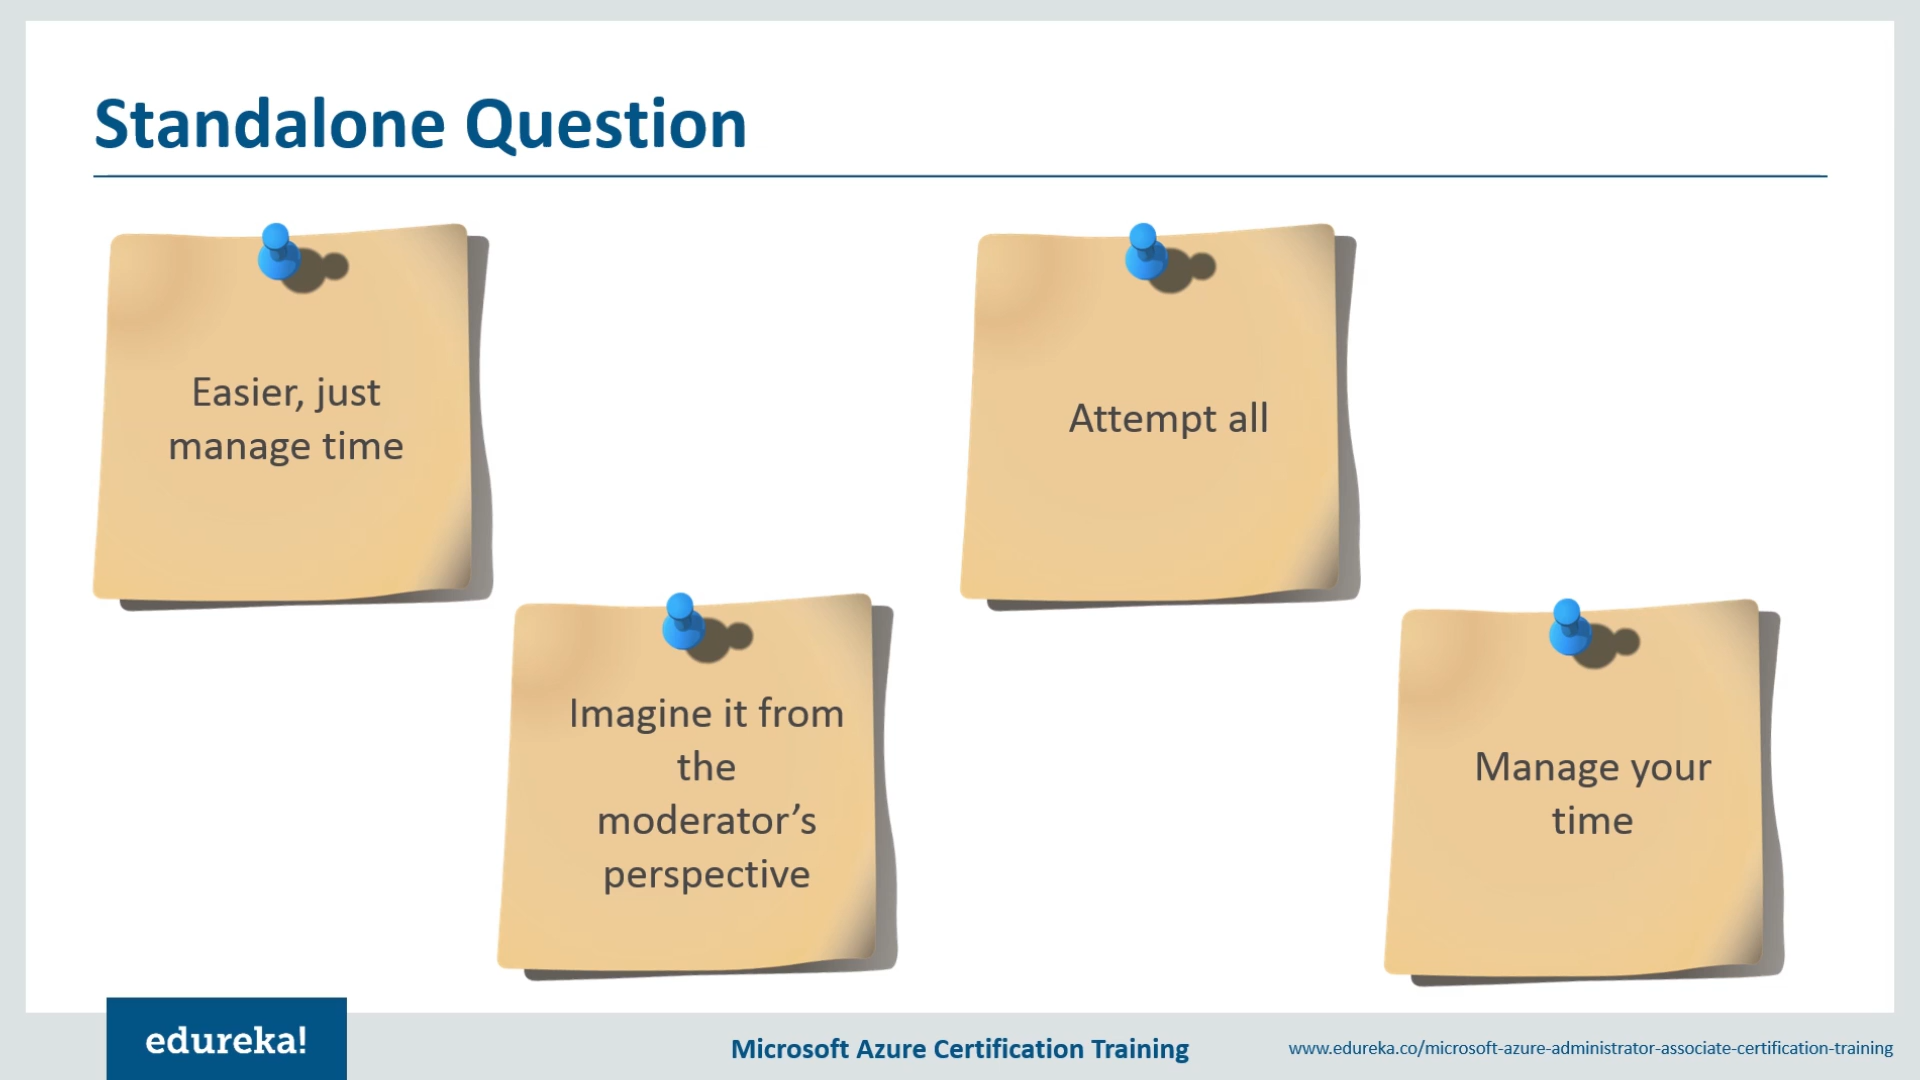 Standalone Question
Easier, just
manage time
Imagine it from
the
moderator’s
perspective
Attempt all
Manage your
time
edureka!
Microsoft Azure Certification Training
www.edureka.co/microsoft-azure-administrator-associate-certification-training